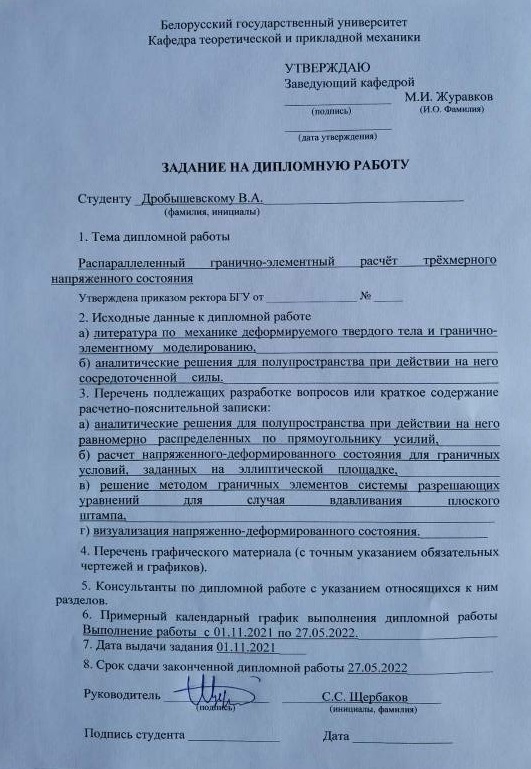 Белорусский государственный университет
Кафедра теоретической и прикладной механики
УТВЕРЖДАЮ
Заведующий кафедрой
М.И. Журавков
(подпись) (И.О. Фамилия)
(дата утверждения)
ЗАДАНИЕ НА ДИПЛОМНУЮ РАБОТУ
Студенту Дробышевскому В.А.
(фамилия, инициалы)
1. Тема дипломной работы
Распараллеленный гранично-элементный расчёт трёхмерного
напряженного состояния
Утверждена приказом ректора БГУ от №
2. Исходные данные к дипломной работе
а) литература по механике деформируемого твердого тела и гранично-
элементному моделированию,
б) аналитические решения для полупространства при действии на него
сосредоточенной силы.
3. Перечень подлежащих разработке вопросов или краткое содержание
расчетно-пояснительной записки:
а) аналитические решения для полупространства при действии на него
равномерно распределенных по прямоугольнику усилий,
б) расчет напряженного-деформированного состояния для граничных
условий, заданных на эллиптической площадке,
в) решение методом граничных элементов системы разрешающих
уравнений для случая вдавливания плоского
штампа,
г) визуализация напряженно-деформированного состояния.
4. Перечень графического материала (с точным указанием обязательных
чертежей и графиков).
5. Консультанты по дипломной работе с указанием относящихся к ним
разделов.
6. Примерный календарный график выполнения дипломной работы
Выполнение работы с 01.11.2021 по 27.05.2022.
7. Дата выдачи задания 01.11.2021
8. Срок сдачи законченной дипломной работы 27.05.2022
Руководитель С.С. Щербаков
(подпись) (инициалы, фамилия)
Подпись студента Дата